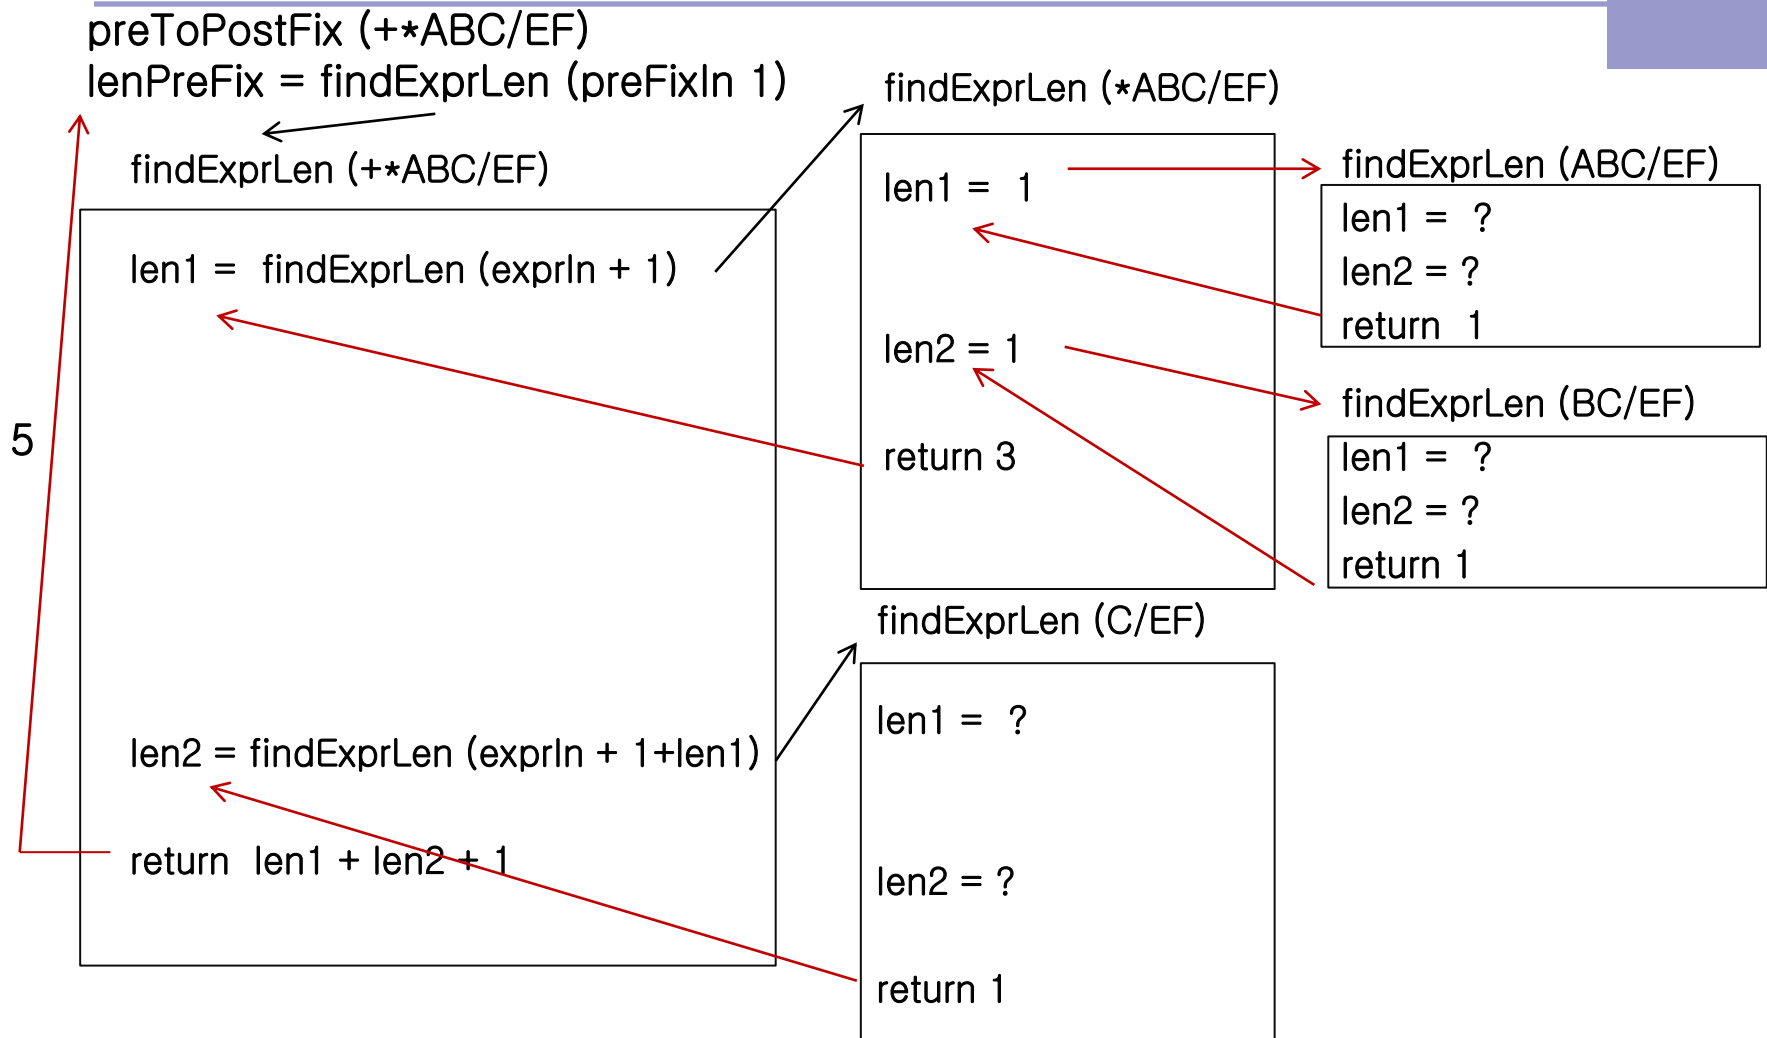 preToPostFix (+*ABC/EF)
lenPreFix = findExprLen (preFixIn 1)
findExprLen (+*ABC/EF)
len1 = findExprLen (exprIn + 1)
len2 = findExprLen (exprIn + 1+len1)
return len1 + len2 + 1
5
findExprLen (*ABC/EF)
len1 = 1
len2 = 1
return 3
findExprLen (ABC/EF)
len1 = ?
len2 = ?
return 1
findExprLen (BC/EF)
len1 = ?
len2 = ?
return 1
findExprLen (C/EF)
len1 = ?
len2 = ?
return 1